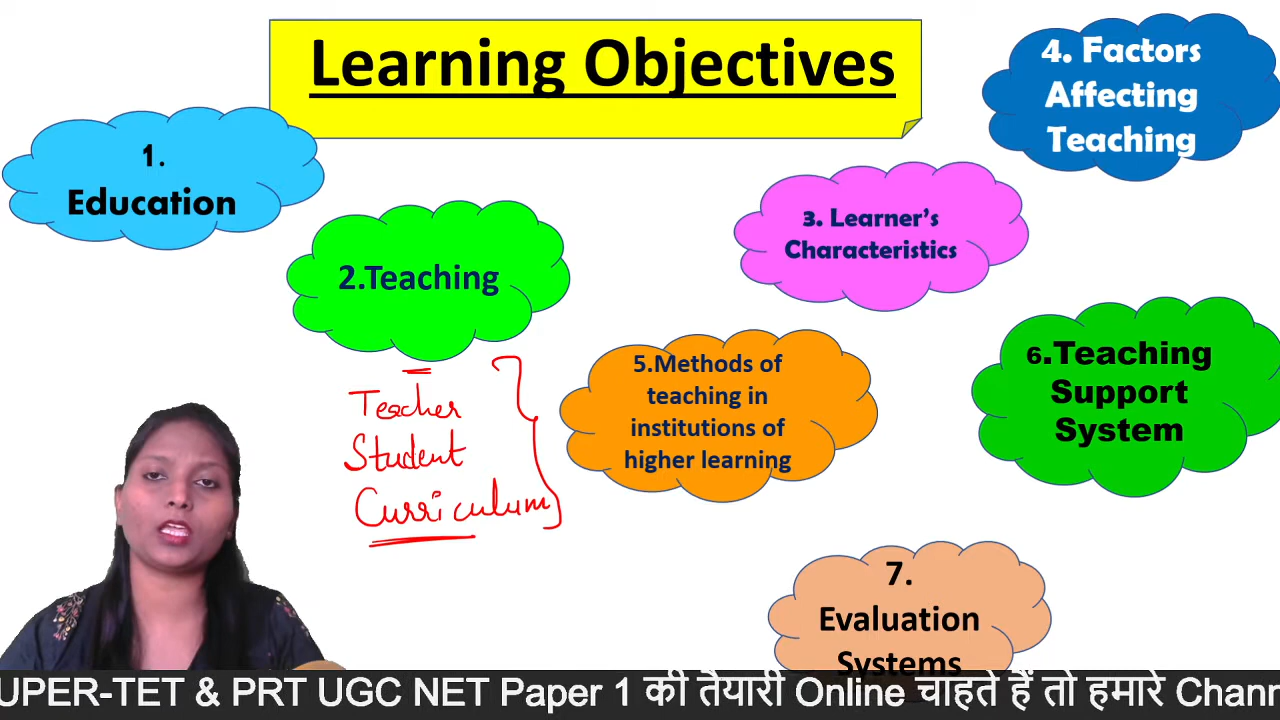 Learning Objectives
1.
Education
2.Teaching
3. Learner's
Characteristics
4. Factors
Affecting
Teaching
Teacher
Student
Curriculum
5.Methods of
teaching in
institutions of
higher learning
6.Teaching
Support
System
7.
Evaluation
Systems
UPER-TET & PRT UGC NET Paper 1 की तैयारी Online चाहते हैं तो हमारे Chann